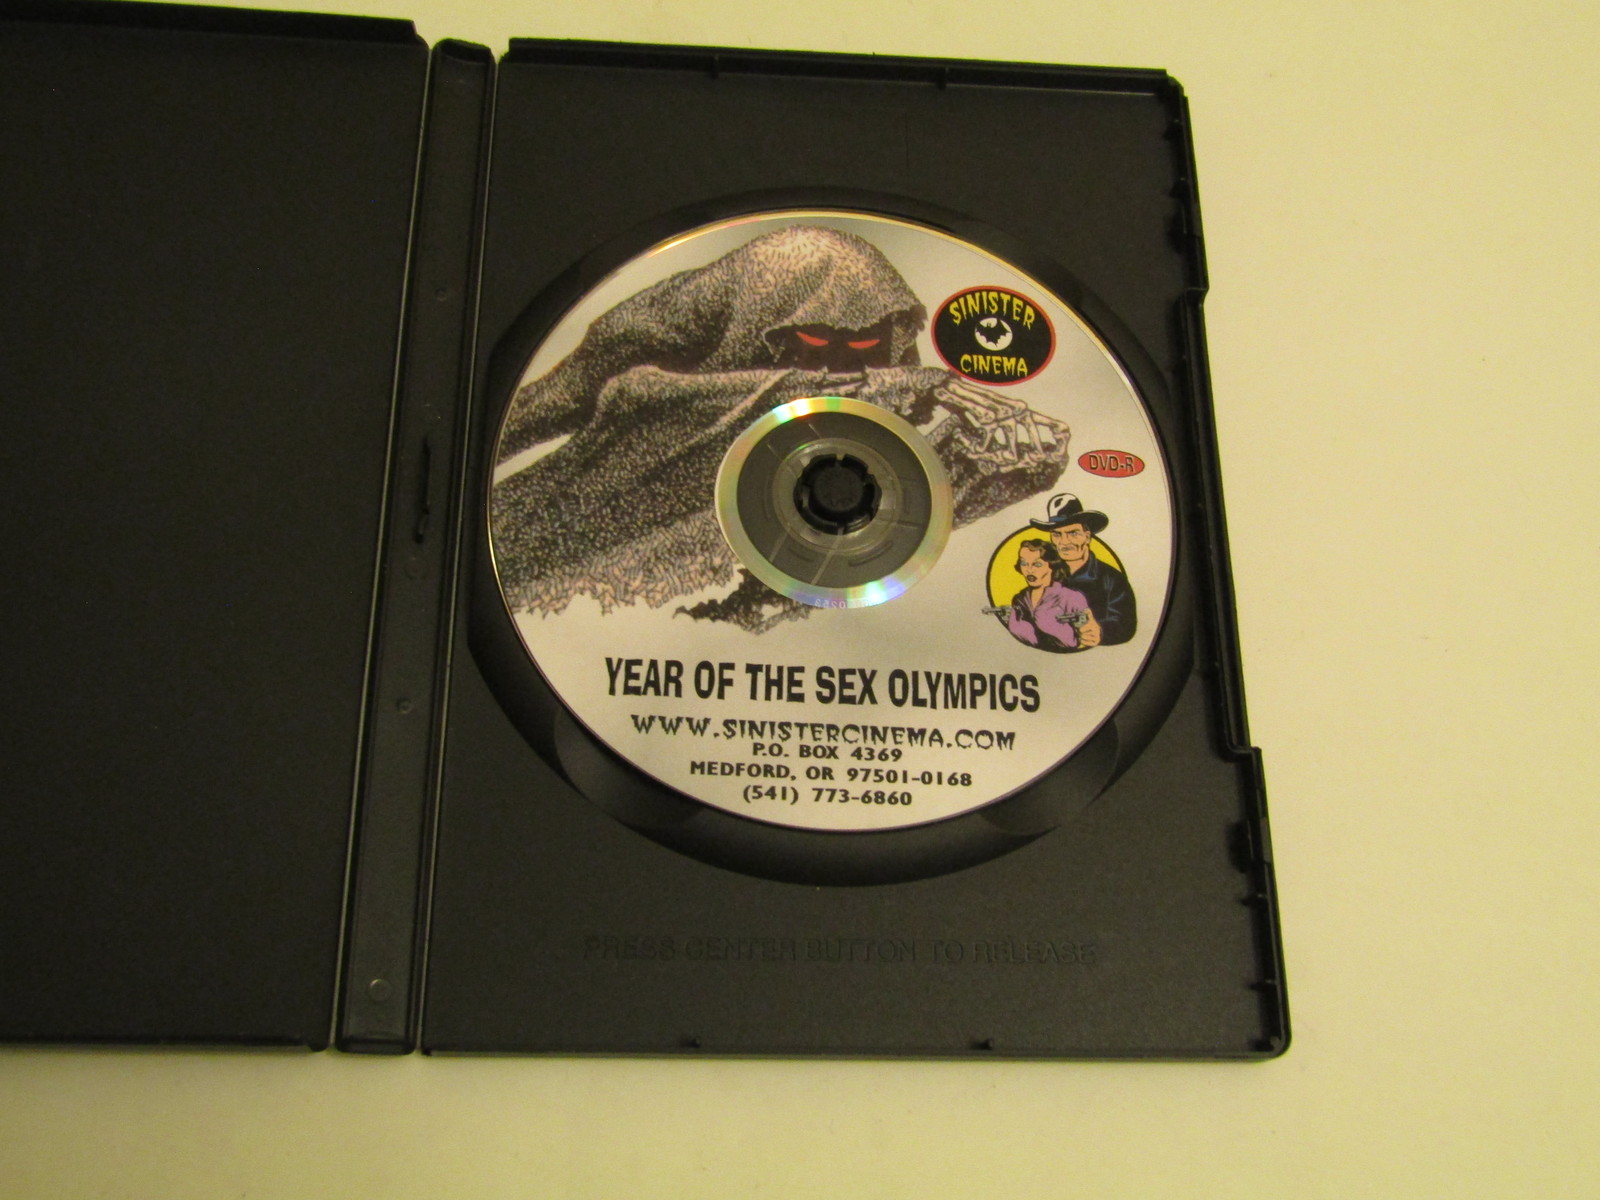 SINISTER
CINEMA
DVD-R
YEAR OF THE SEX OLYMPICS
WWW.SINISTERCINEMA.COM
P.O. BOX 4369
MEDFORD, OR 97501-0168
(541) 773-6860
PRESS CENTER BUTTON TO RELEASE